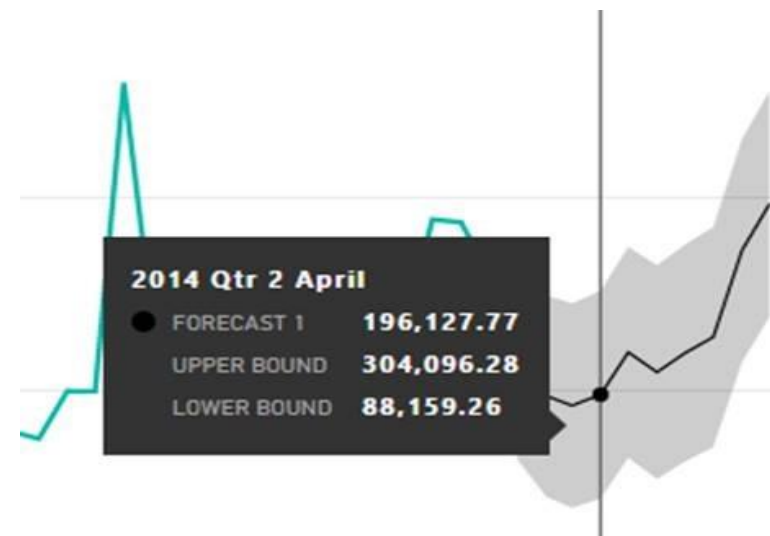 2014 Qtr 2 April
FORECAST 1 196,127.77
UPPER BOUND 304,096.28
LOWER BOUND 88,159.26